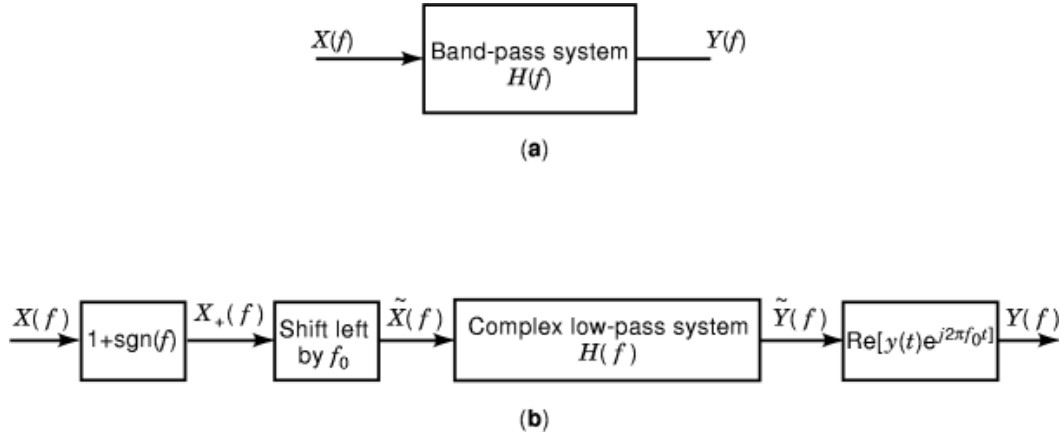 X(f)
Band-pass system
H(f)
Y(f)
(a)
X(f)
1+sgn(f)
X₊(f)
Shift left
by f₀
X̃(f)
Complex low-pass system
H(f)
Ỹ(f)
Re[y(t)e^{j2πf₀t}]
Y(f)
(b)